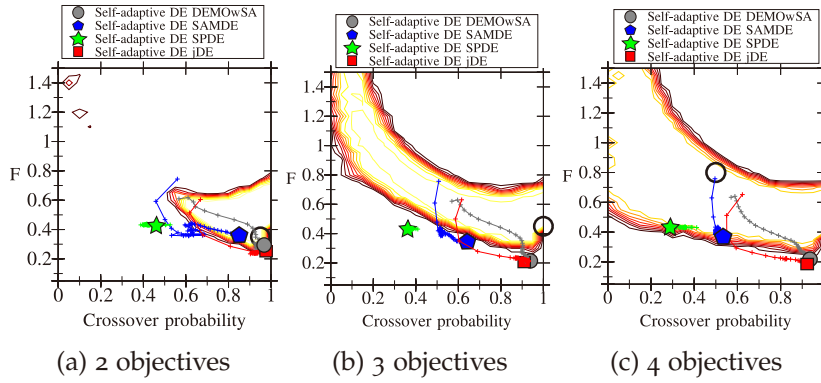 Self-adaptive DE DEMOwSA
Self-adaptive DE SAMDE
Self-adaptive DE SPDE
Self-adaptive DE jDE
1.4
1.2
1
F 0.8
0.6
0.4
0.2
0 0.2 0.4 0.6 0.8 1
Crossover probability
(a) 2 objectives
Self-adaptive DE DEMOwSA
Self-adaptive DE SAMDE
Self-adaptive DE SPDE
Self-adaptive DE jDE
1.4
1.2
1
F 0.8
0.6
0.4
0.2
0 0.2 0.4 0.6 0.8 1
Crossover probability
(b) 3 objectives
Self-adaptive DE DEMOwSA
Self-adaptive DE SAMDE
Self-adaptive DE SPDE
Self-adaptive DE jDE
1.4
1.2
1
F 0.8
0.6
0.4
0.2
0 0.2 0.4 0.6 0.8 1
Crossover probability
(c) 4 objectives